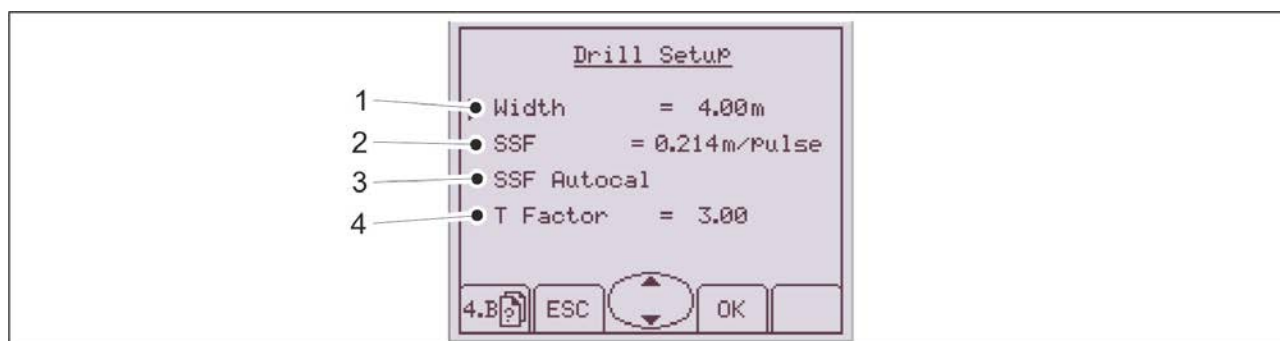 Drill Setup
1 Width = 4.00m
2 SSF = 0.214m/pulse
3 SSF Autocal
4 T Factor = 3.00
4.B ? ESC OK